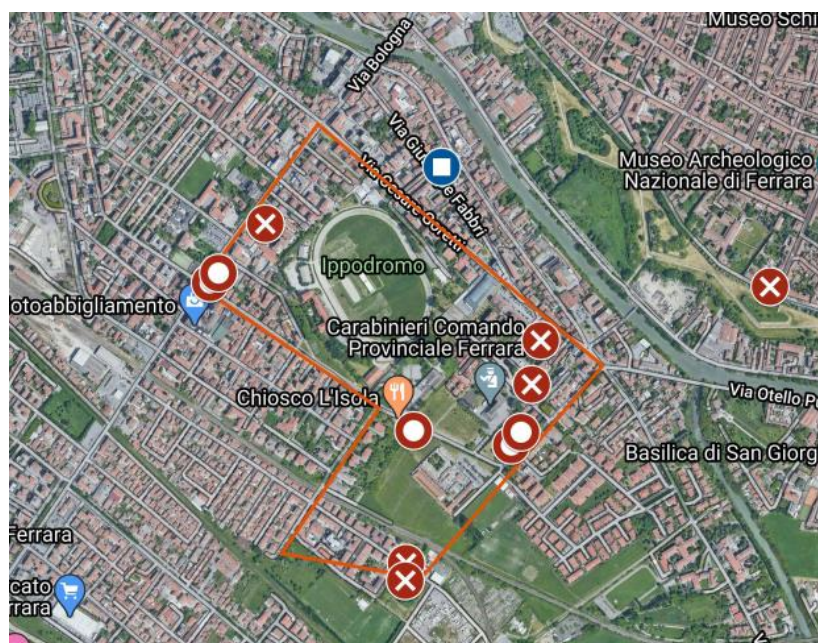 Museo Schi
Via Bologna
Via Giu
e Fabbri
Via Cesare Goretti
Museo Archeologico
Nazionale di Ferrara
Ippodromo
otoabbigliamento
Carabinieri Comando
Provinciale Ferrara
Chiosco L'Isola
Via Otello Pu
Basilica di San Giorg
Ferrara
cato
rrara